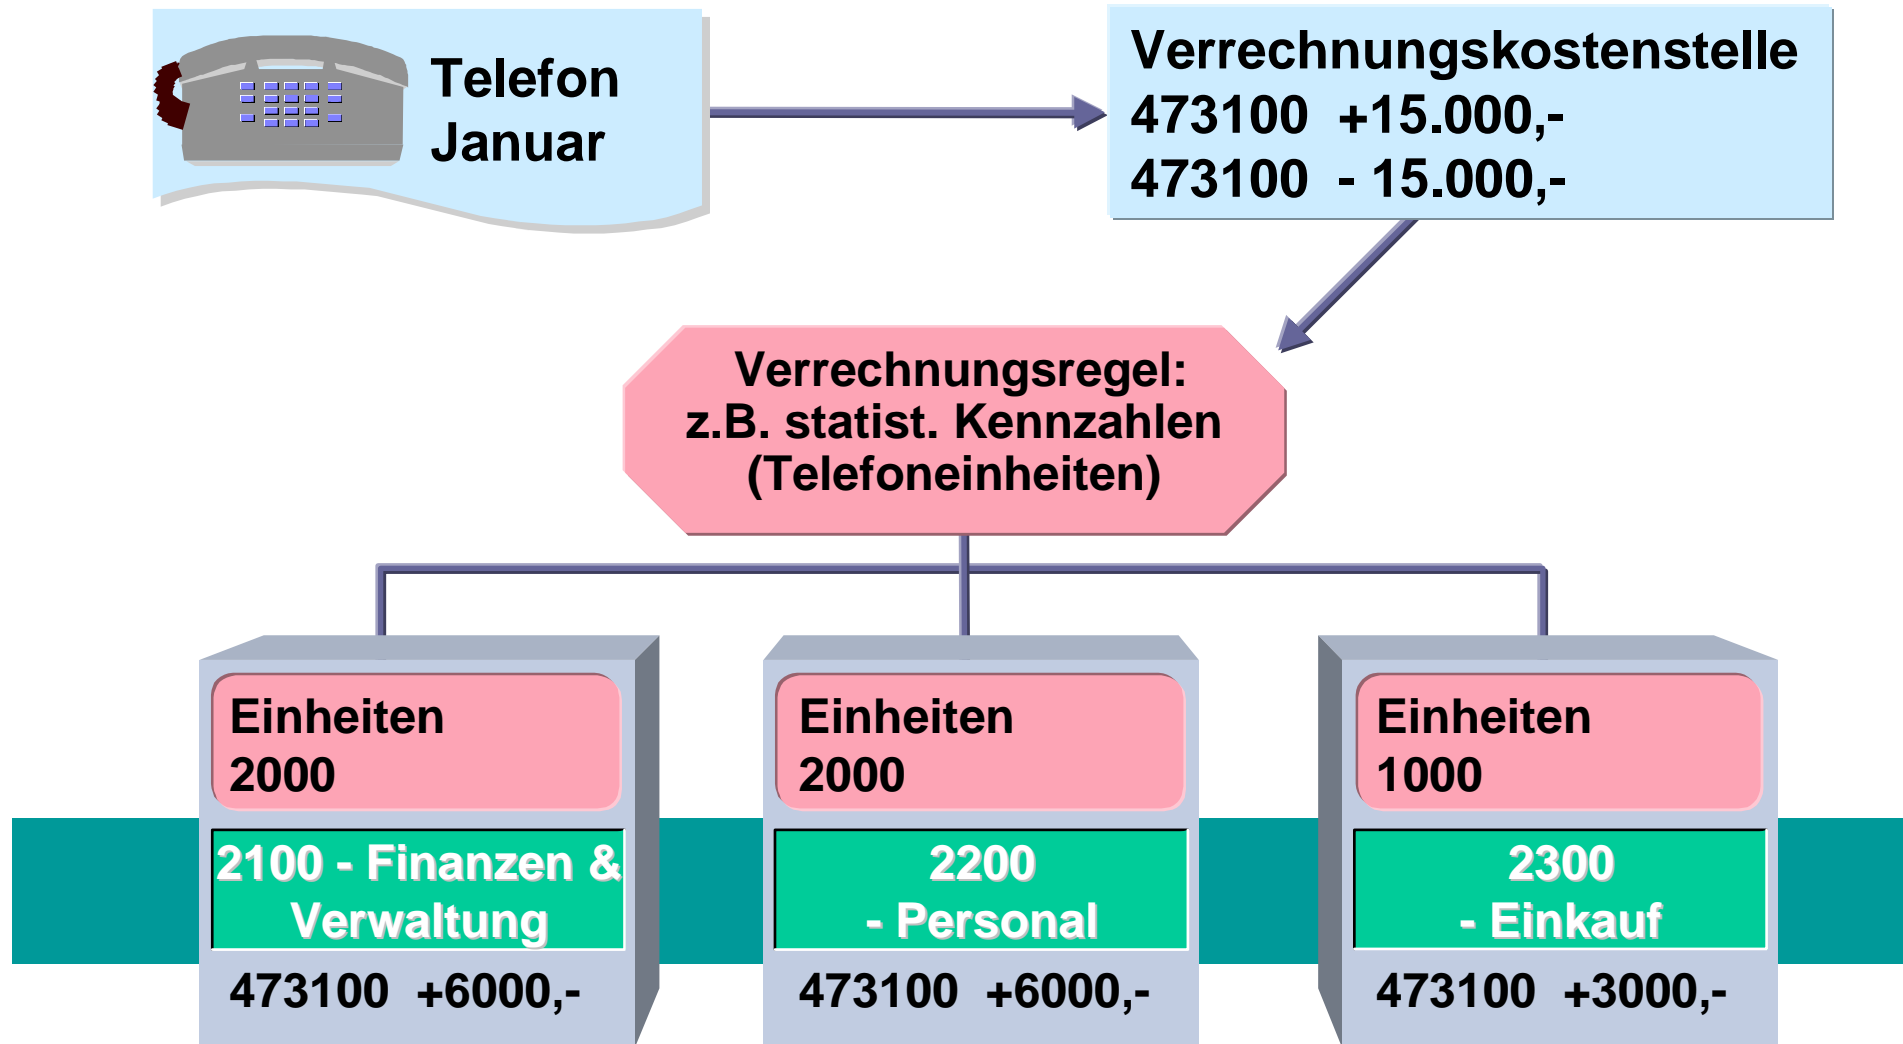 Telefon
Januar
Verrechnungskostenstelle
473100 +15.000,-
473100 - 15.000,-
Verrechnungsregel:
z.B. statist. Kennzahlen
(Telefoneinheiten)
Einheiten
2000
2100 - Finanzen &
Verwaltung
473100 +6000,-
Einheiten
2000
2200
- Personal
473100 +6000,-
Einheiten
1000
2300
- Einkauf
473100 +3000,-